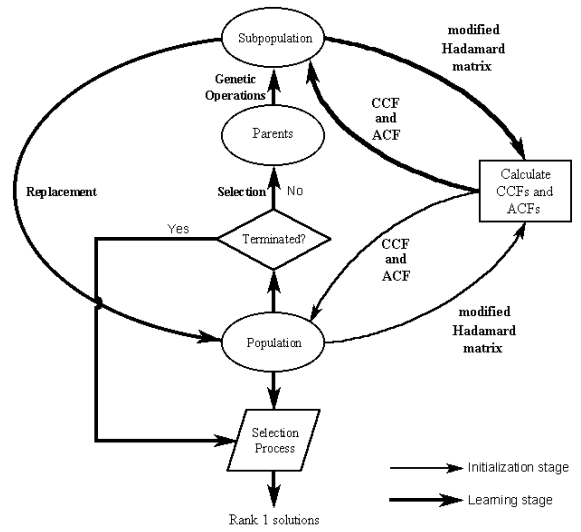 Subpopulation
modified
Hadamard
matrix
Genetic
Operations
CCF
and
ACF
Parents
Replacement
Selection
No
Calculate
CCFs and
ACFs
Yes
Terminated?
CCF
and
ACF
modified
Hadamard
matrix
Population
Selection
Process
Initialization stage
Learning stage
Rank 1 solutions